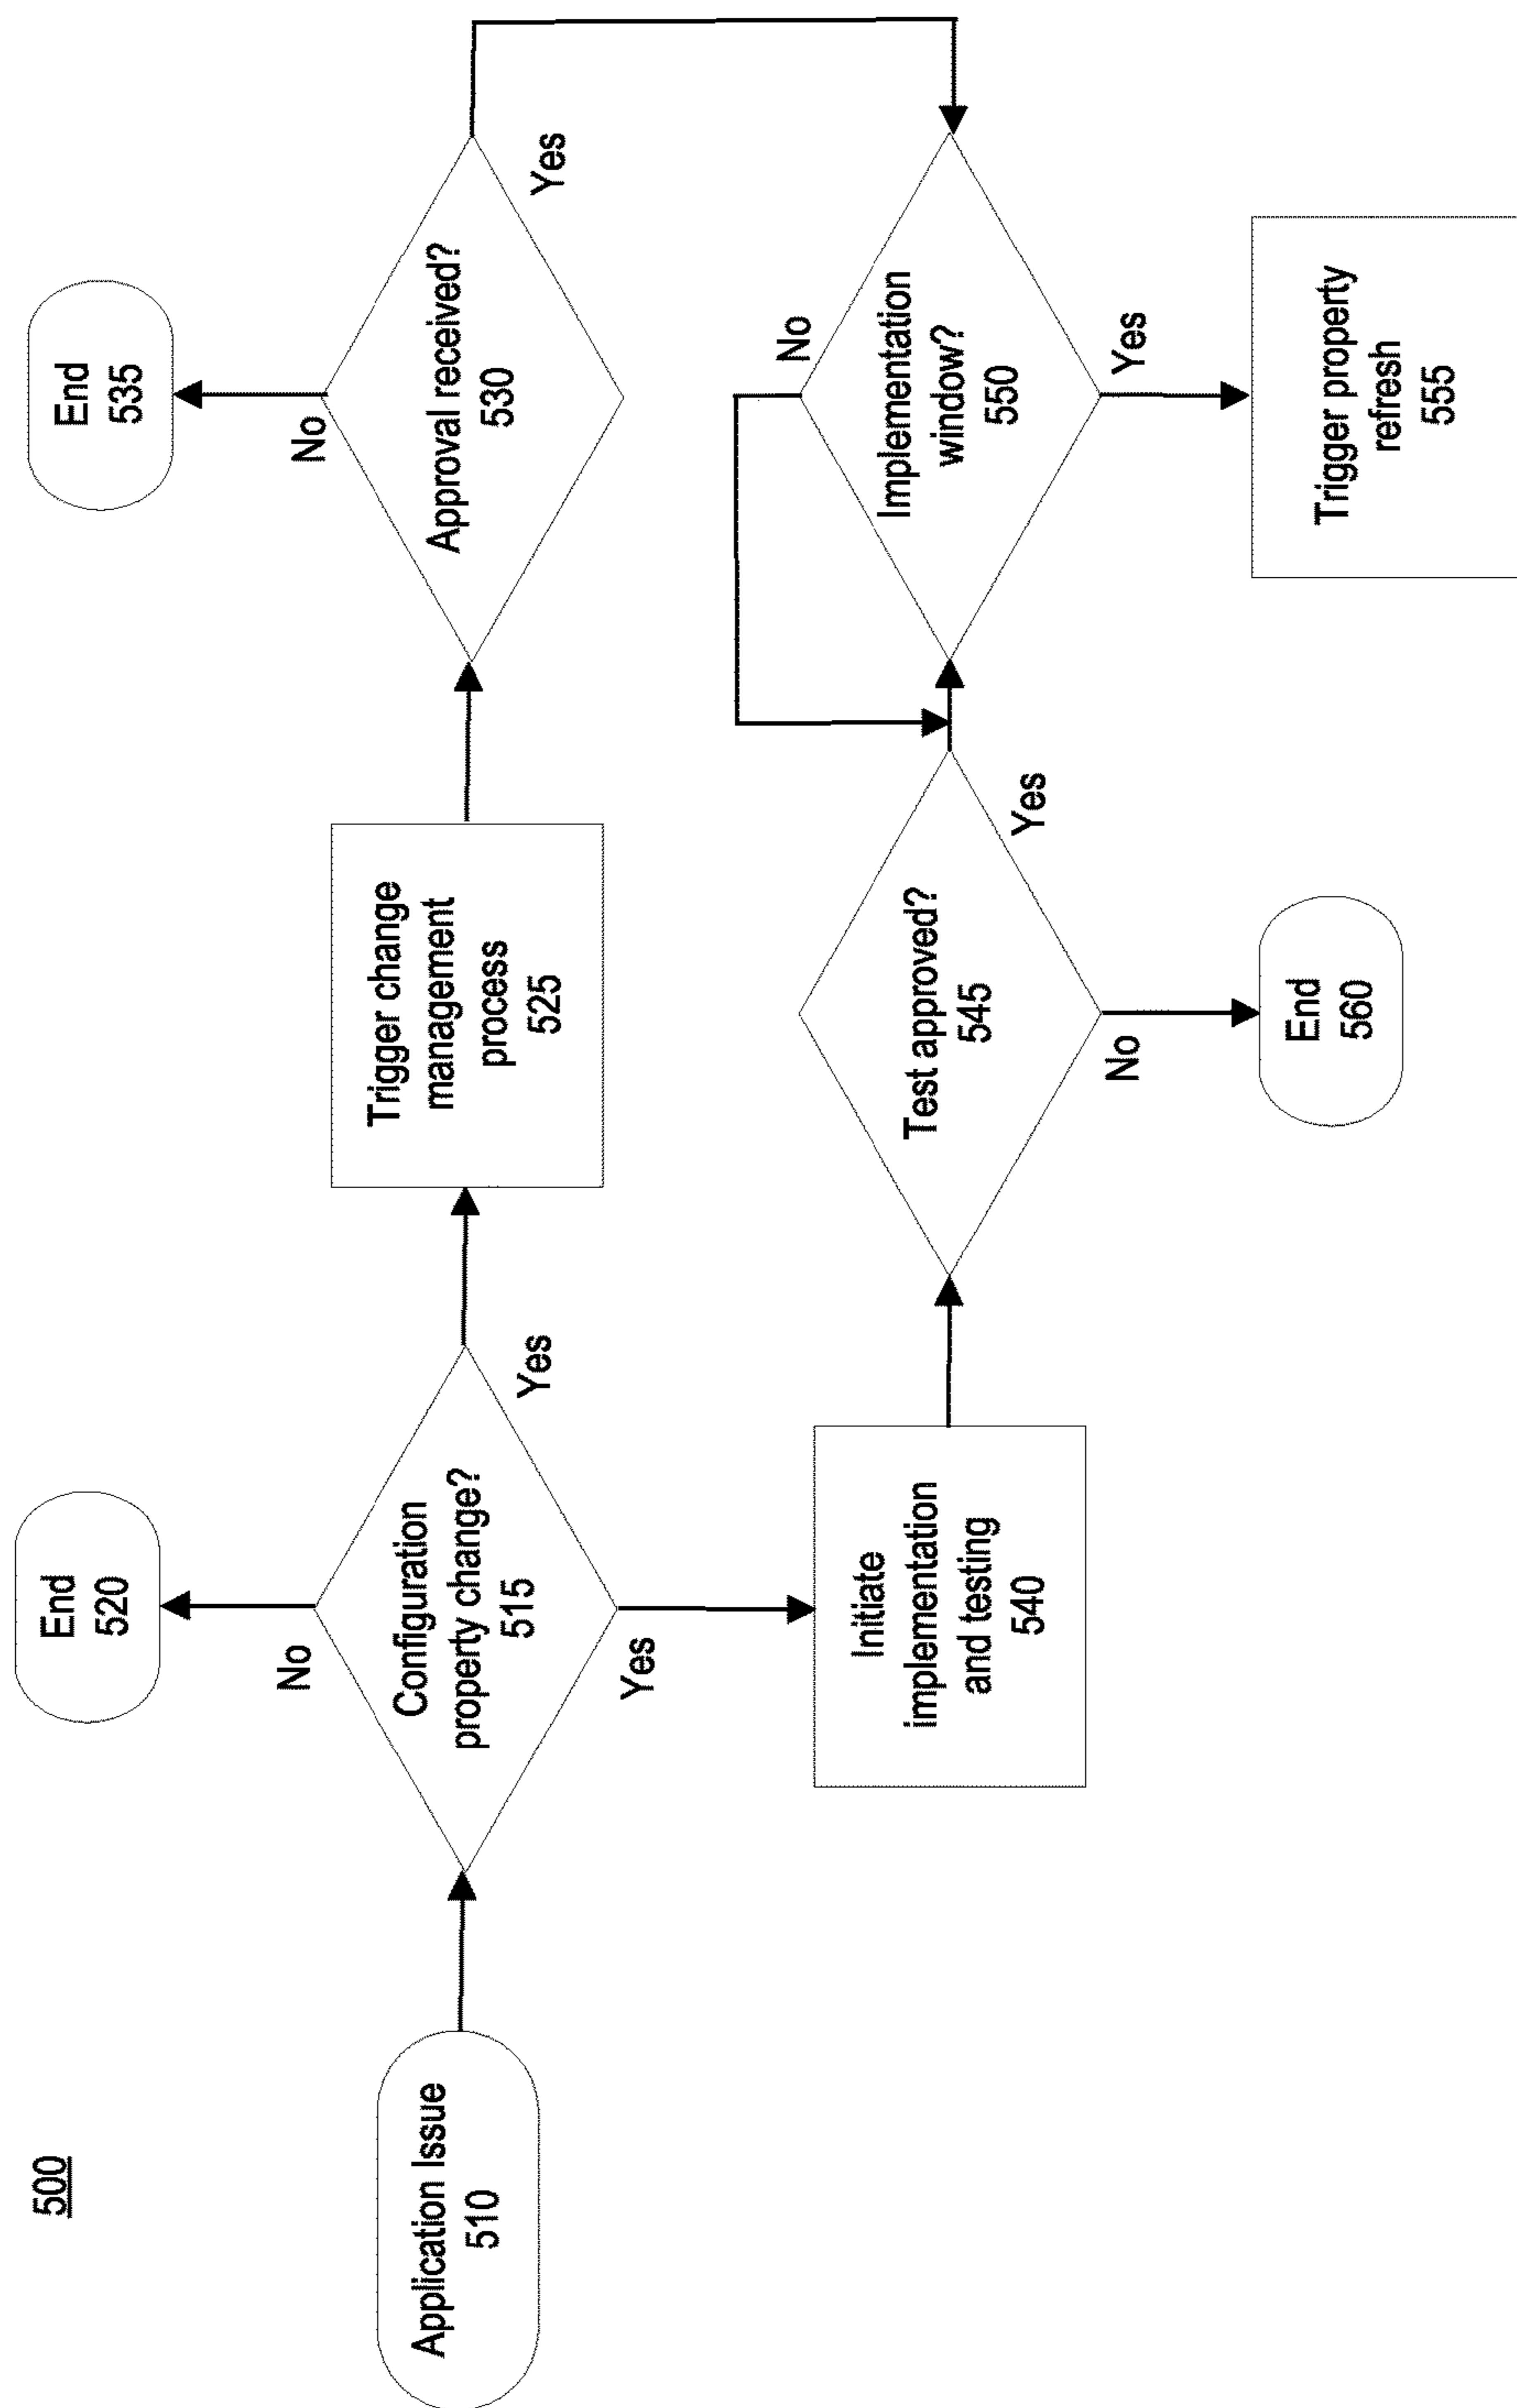 500
Application Issue
510
Configuration
property change?
515
No
End
520
Yes
Trigger change
management
process
525
Approval received?
530
No
End
535
Yes
Yes
Initiate
implementation
and testing
540
Test approved?
545
No
End
560
Yes
Implementation
window?
550
No
Yes
Trigger property
refresh
555